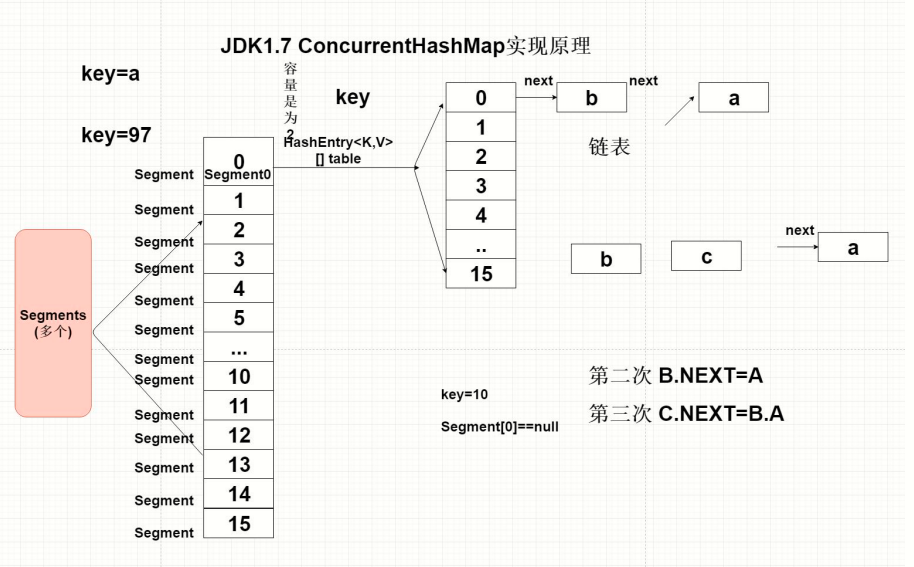 JDK1.7 ConcurrentHashMap实现原理
key=a
key=97
容
量
是
为
2
key
HashEntry<K,V>
[] table
Segments
(多个)
Segment
Segment
Segment
Segment
Segment
Segment
Segment
Segment
Segment
Segment
Segment
Segment
Segment
0
Segment0
1
2
3
4
5
...
10
11
12
13
14
15
0
1
2
3
4
..
15
next
b
next
a
链表
b
c
next
a
key=10
Segment[0]==null
第二次 B.NEXT=A
第三次 C.NEXT=B.A